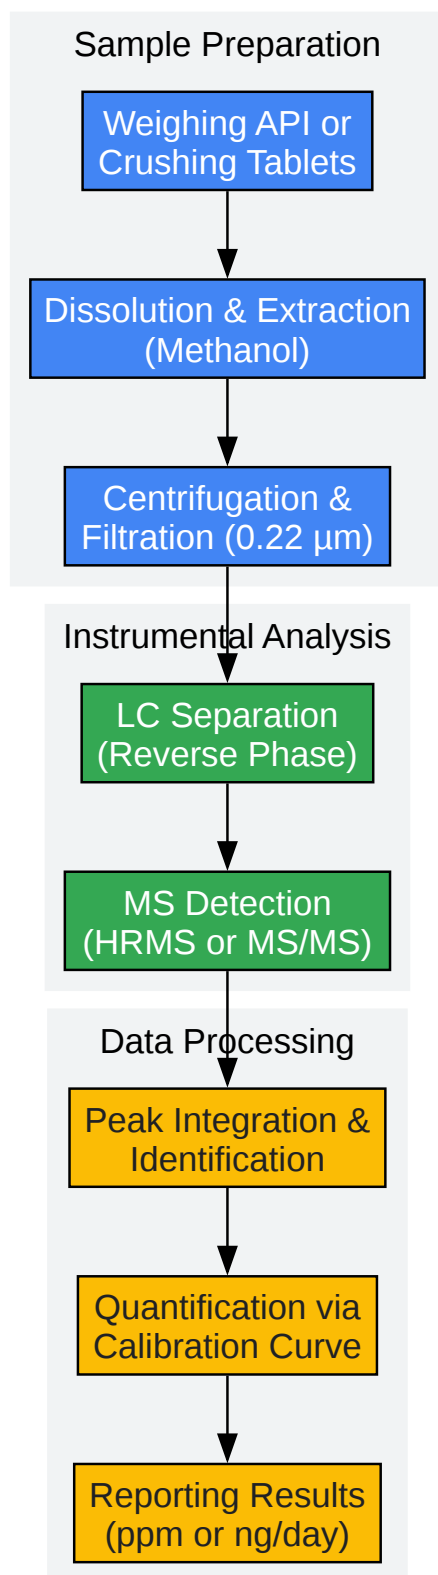 Sample Preparation
Weighing API or
Crushing Tablets
Dissolution & Extraction
(Methanol)
Centrifugation &
Filtration (0.22 µm)
Instrumental Analysis
LC Separation
(Reverse Phase)
MS Detection
(HRMS or MS/MS)
Data Processing
Peak Integration &
Identification
Quantification via
Calibration Curve
Reporting Results
(ppm or ng/day)